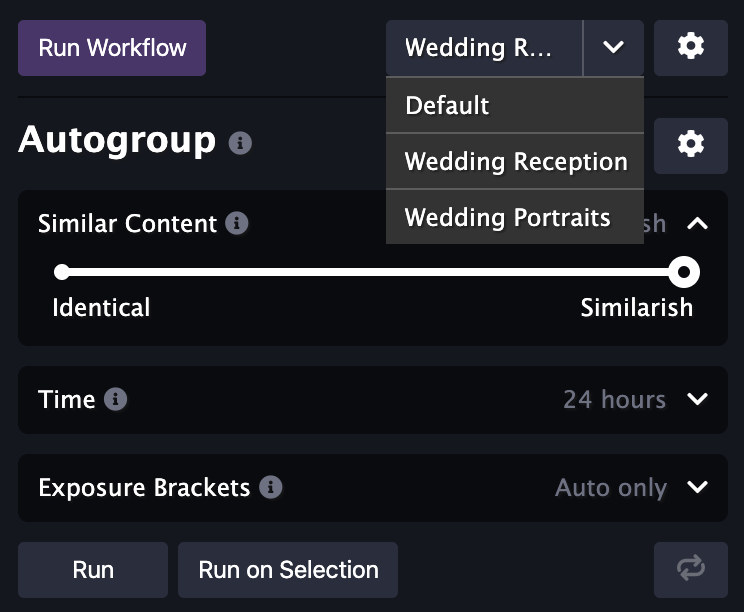 Run Workflow
Wedding R...
Default
Wedding Reception
Wedding Portraits
Autogroup
Similar Content
sh
Identical
Similarish
Time
24 hours
Exposure Brackets
Auto only
Run
Run on Selection